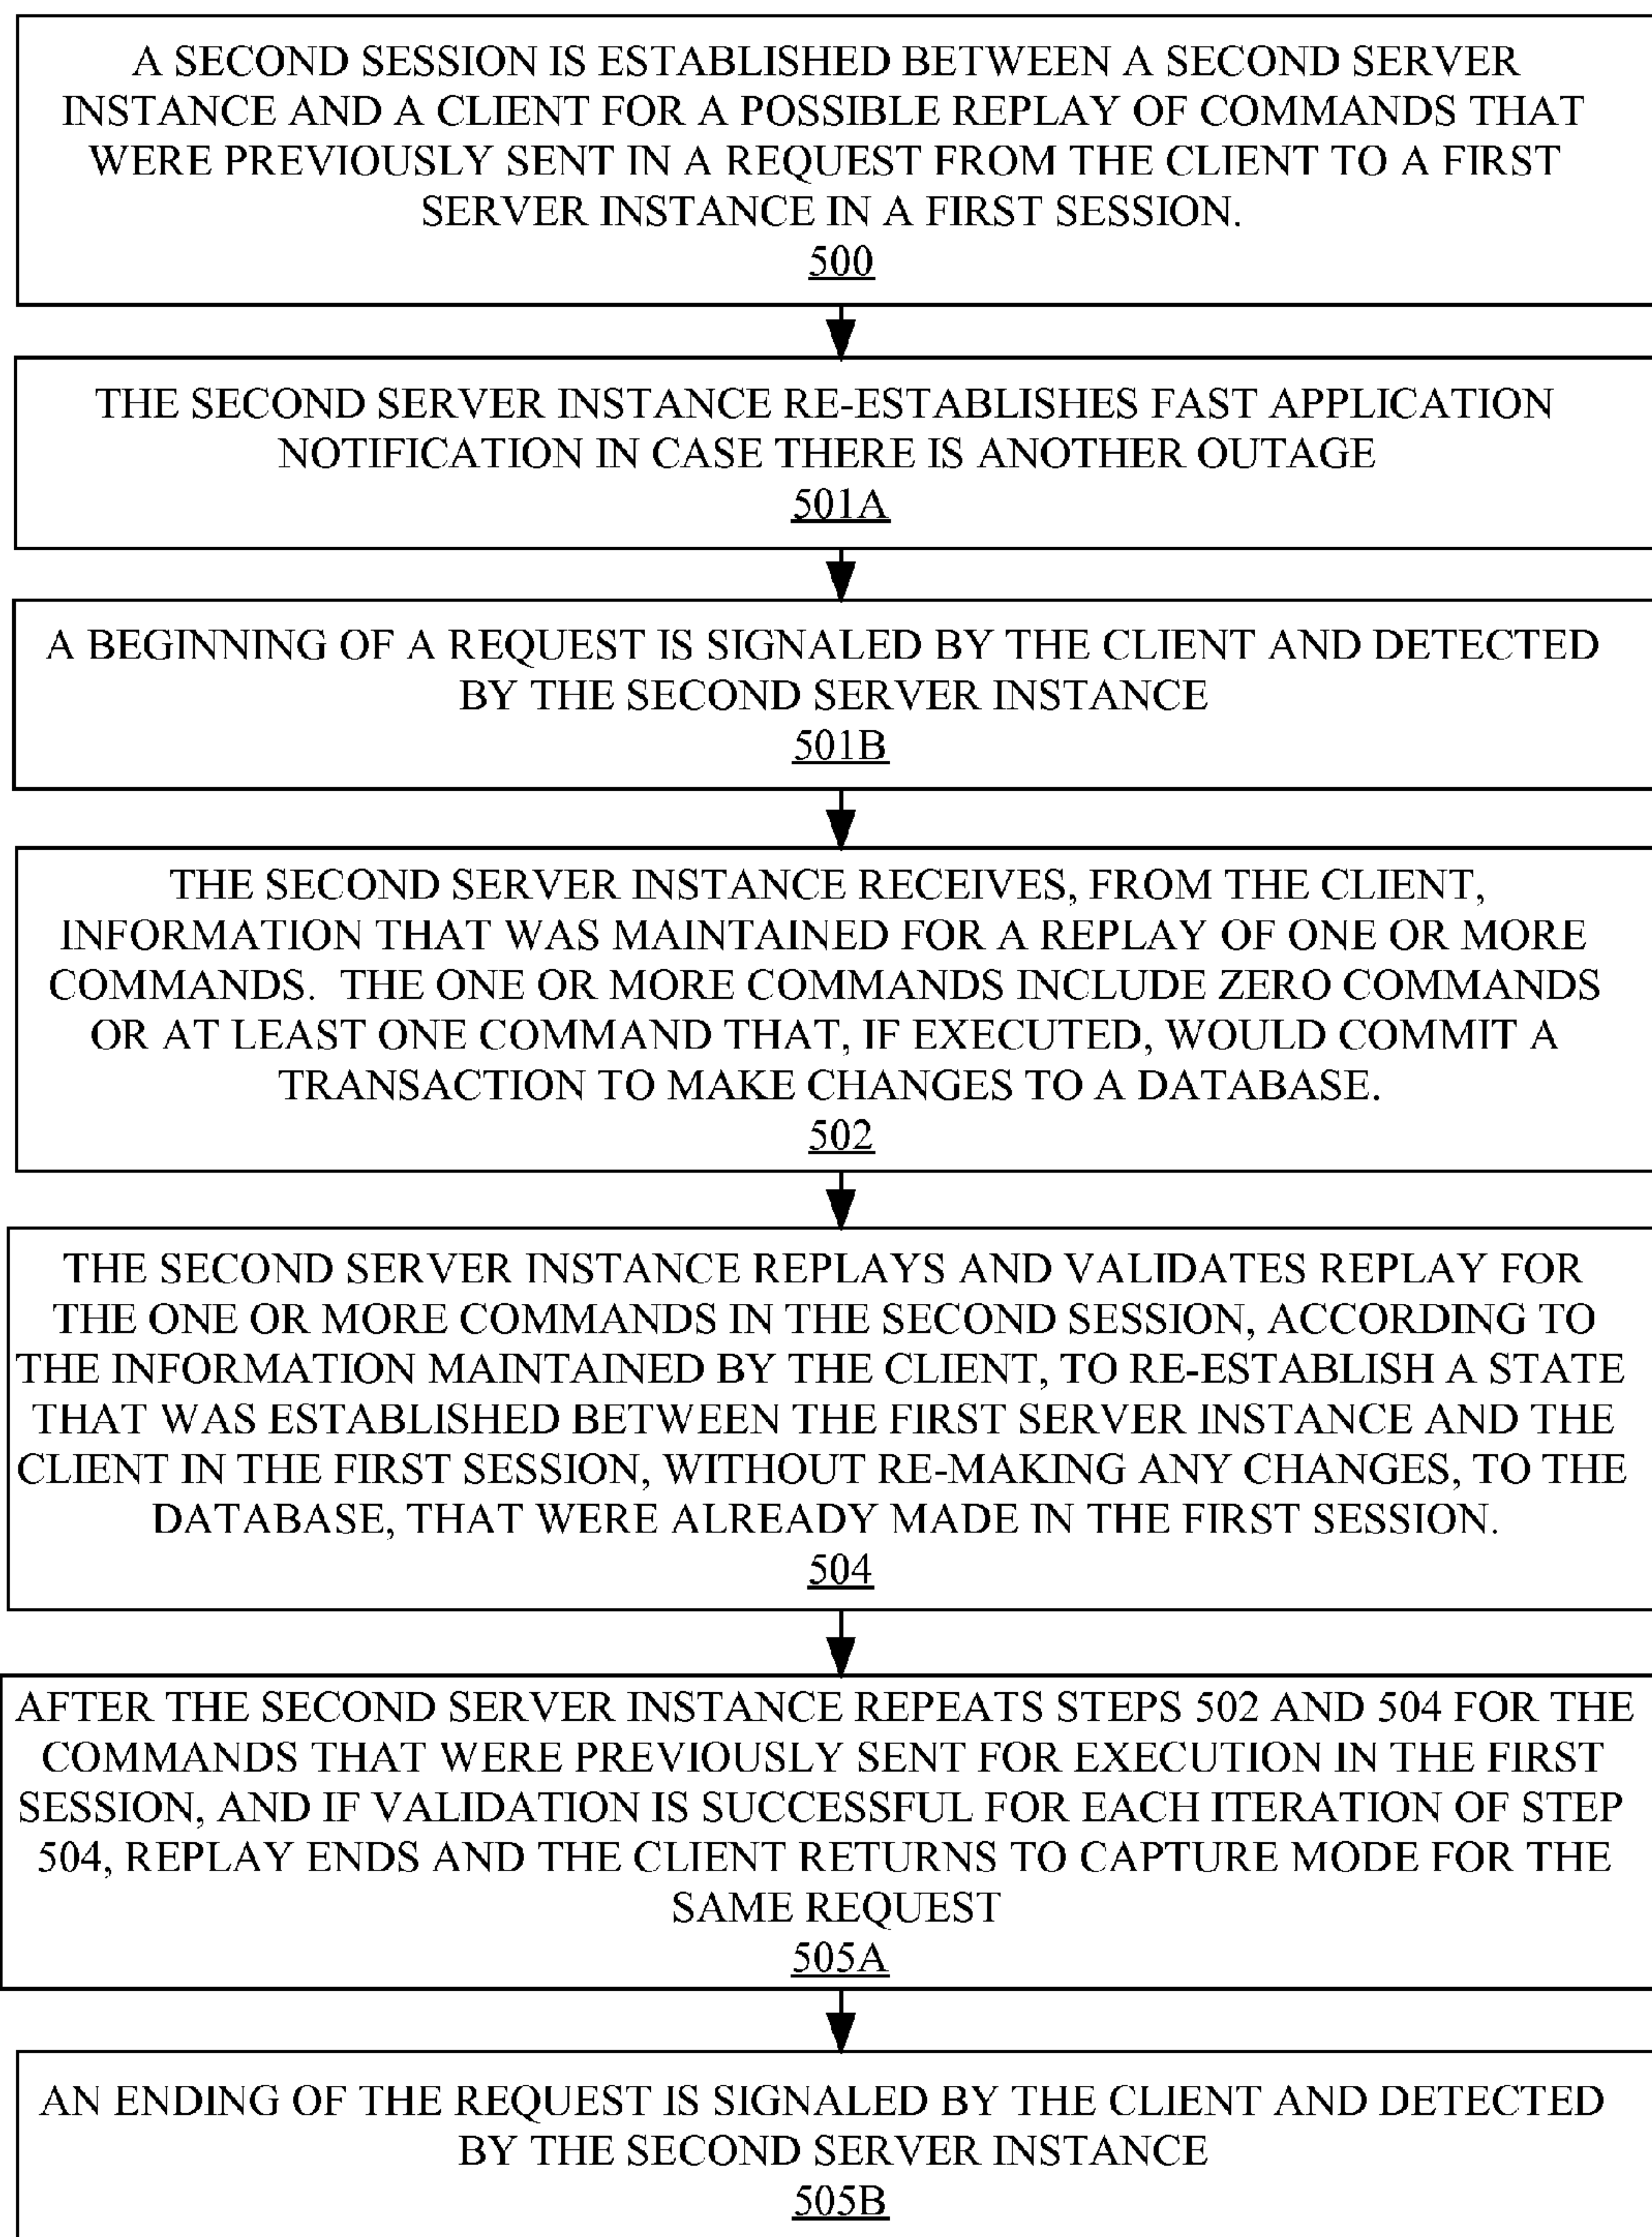 A SECOND SESSION IS ESTABLISHED BETWEEN A SECOND SERVER
INSTANCE AND A CLIENT FOR A POSSIBLE REPLAY OF COMMANDS THAT
WERE PREVIOUSLY SENT IN A REQUEST FROM THE CLIENT TO A FIRST
SERVER INSTANCE IN A FIRST SESSION.
500
THE SECOND SERVER INSTANCE RE-ESTABLISHES FAST APPLICATION
NOTIFICATION IN CASE THERE IS ANOTHER OUTAGE
501A
A BEGINNING OF A REQUEST IS SIGNALED BY THE CLIENT AND DETECTED
BY THE SECOND SERVER INSTANCE
501B
THE SECOND SERVER INSTANCE RECEIVES, FROM THE CLIENT,
INFORMATION THAT WAS MAINTAINED FOR A REPLAY OF ONE OR MORE
COMMANDS. THE ONE OR MORE COMMANDS INCLUDE ZERO COMMANDS
OR AT LEAST ONE COMMAND THAT, IF EXECUTED, WOULD COMMIT A
TRANSACTION TO MAKE CHANGES TO A DATABASE.
502
THE SECOND SERVER INSTANCE REPLAYS AND VALIDATES REPLAY FOR
THE ONE OR MORE COMMANDS IN THE SECOND SESSION, ACCORDING TO
THE INFORMATION MAINTAINED BY THE CLIENT, TO RE-ESTABLISH A STATE
THAT WAS ESTABLISHED BETWEEN THE FIRST SERVER INSTANCE AND THE
CLIENT IN THE FIRST SESSION, WITHOUT RE-MAKING ANY CHANGES, TO THE
DATABASE, THAT WERE ALREADY MADE IN THE FIRST SESSION.
504
AFTER THE SECOND SERVER INSTANCE REPEATS STEPS 502 AND 504 FOR THE
COMMANDS THAT WERE PREVIOUSLY SENT FOR EXECUTION IN THE FIRST
SESSION, AND IF VALIDATION IS SUCCESSFUL FOR EACH ITERATION OF STEP
504, REPLAY ENDS AND THE CLIENT RETURNS TO CAPTURE MODE FOR THE
SAME REQUEST
505A
AN ENDING OF THE REQUEST IS SIGNALED BY THE CLIENT AND DETECTED
BY THE SECOND SERVER INSTANCE
505B